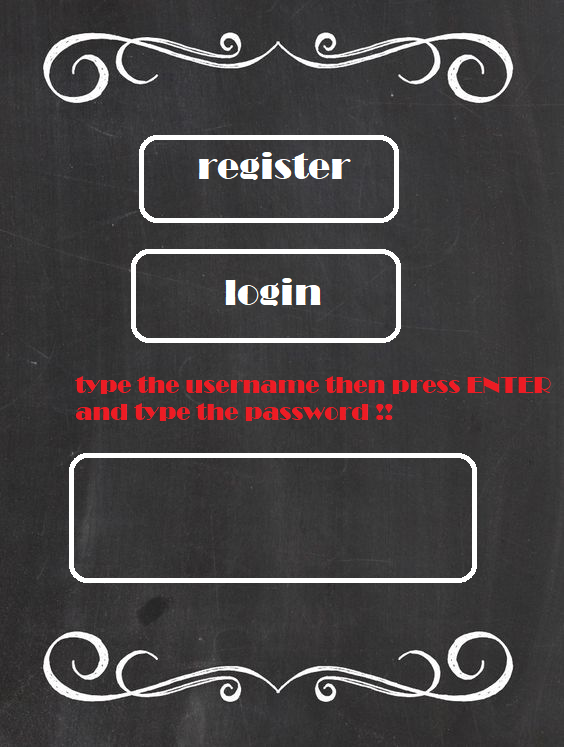 register
login
type the username then press ENTER
and type the password !!